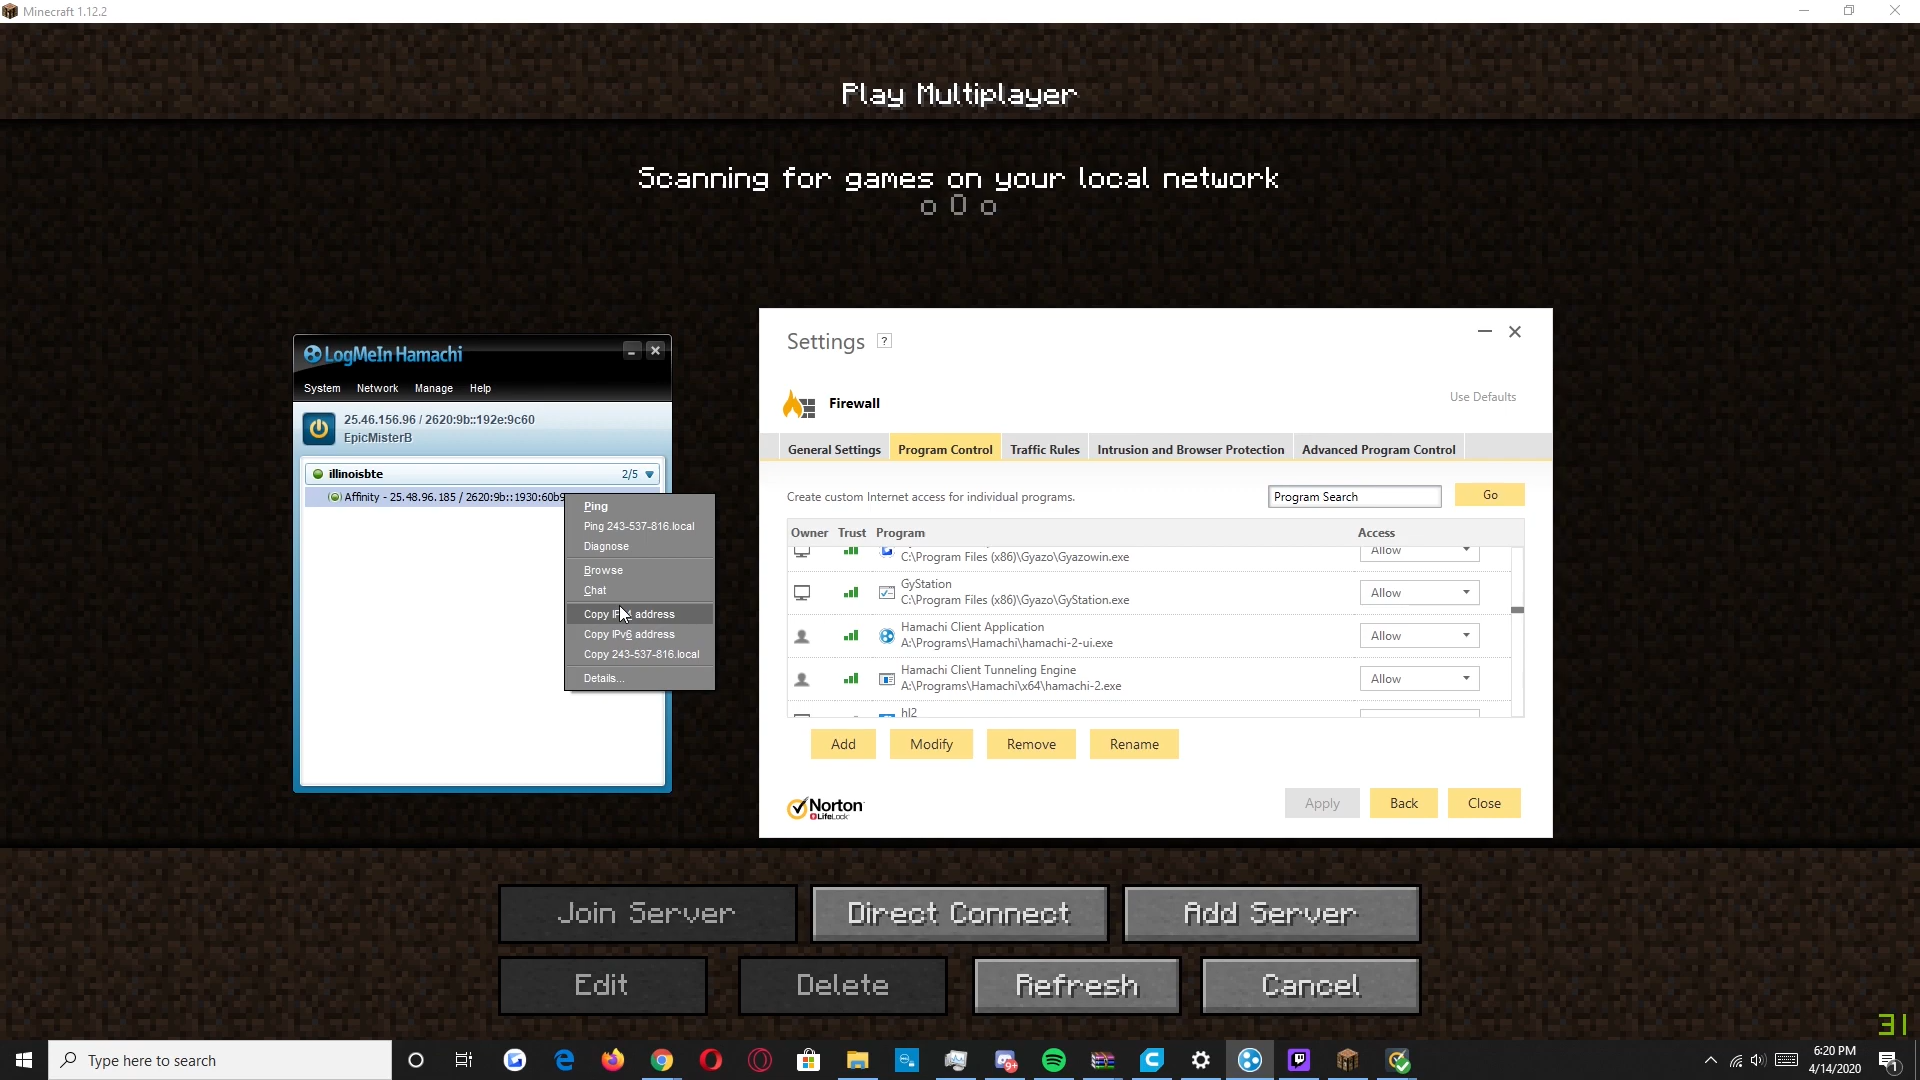 Minecraft 1.12.2
Play Multiplayer
Scanning for games on your local network
o O o
LogMeIn Hamachi
System Network Manage Help
25.46.156.96 / 2620:9b::192e:9c60
EpicMisterB
illinoisbte 2/5
Affinity - 25.48.96.185 / 2620:9b::1930:60b9
Ping
Ping 243-537-816.local
Diagnose
Browse
Chat
Copy IPv4 address
Copy IPv6 address
Copy 243-537-816.local
Details...
Settings ?
Firewall
Use Defaults
General Settings Program Control Traffic Rules Intrusion and Browser Protection Advanced Program Control
Create custom Internet access for individual programs.
Program Search Go
Owner Trust Program Access
C:\Program Files (x86)\Gyazo\Gyazowin.exe Allow
GyStation
C:\Program Files (x86)\Gyazo\GyStation.exe
Allow
Hamachi Client Application
A:\Programs\Hamachi\hamachi-2-ui.exe
Allow
Hamachi Client Tunneling Engine
A:\Programs\Hamachi\x64\hamachi-2.exe
Allow
hl2
Add Modify Remove Rename
Norton
LifeLock
Apply Back Close
Join Server Direct Connect Add Server
Edit Delete Refresh Cancel
31
Type here to search
6:20 PM
4/14/2020
1